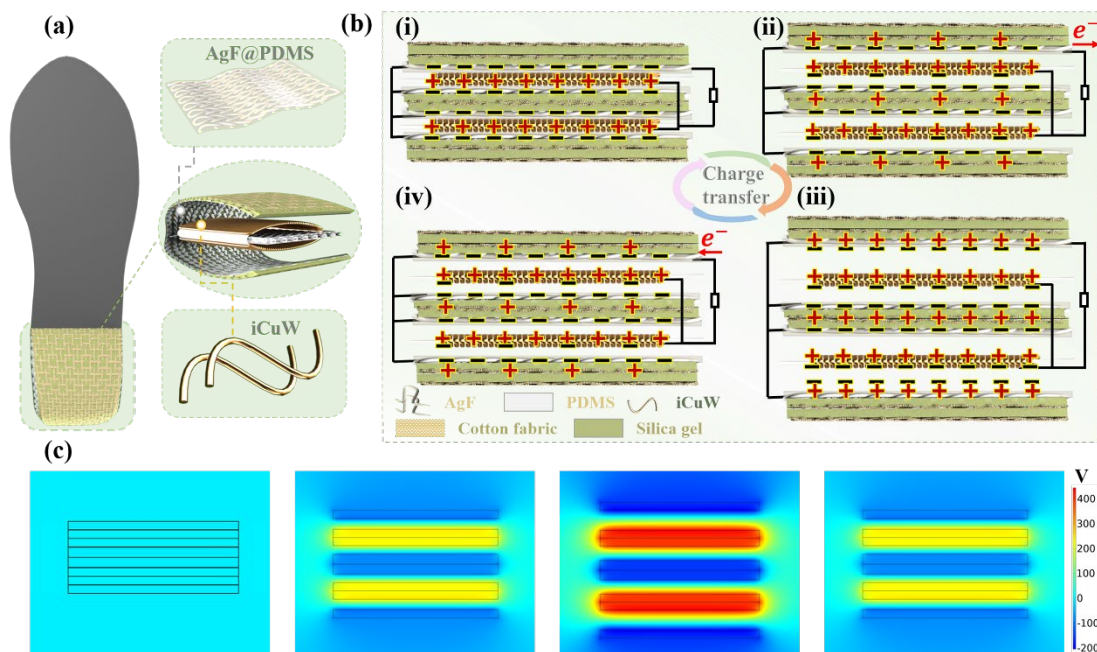 (a)
AgF@PDMS
iCuW
(b)
(i)
(ii)
e⁻
Charge
transfer
(iv)
e⁻
(iii)
AgF
PDMS
iCuW
Cotton fabric
Silica gel
(c)
V
400
300
200
100
0
-100
-200